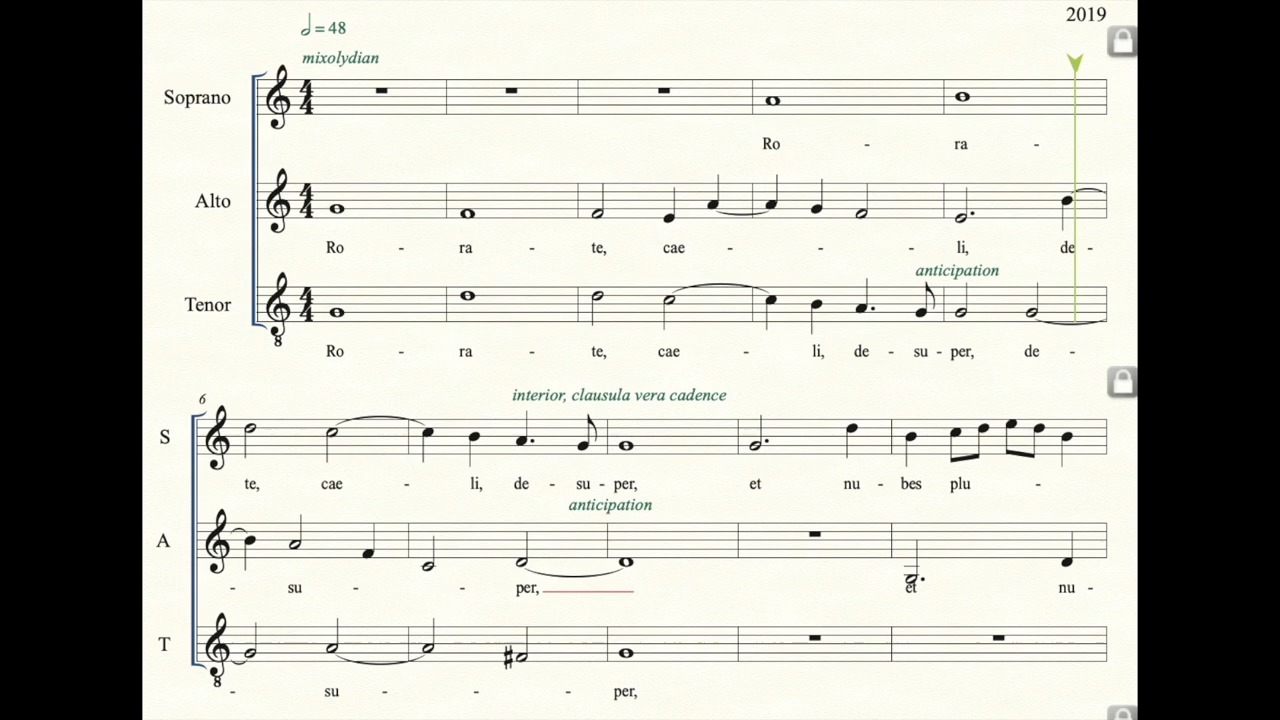 2019
= 48
mixolydian
Soprano
Ro - ra -
Alto
Ro - ra - te, cae - - - li, de -
anticipation
Tenor
8
Ro - ra - te, cae - li, de - su - per, de -
6
interior, clausula vera cadence
S
te, cae - li, de - su - per, et nu - bes plu -
anticipation
A
- su - - per, et nu -
T
8
- su - - - per,